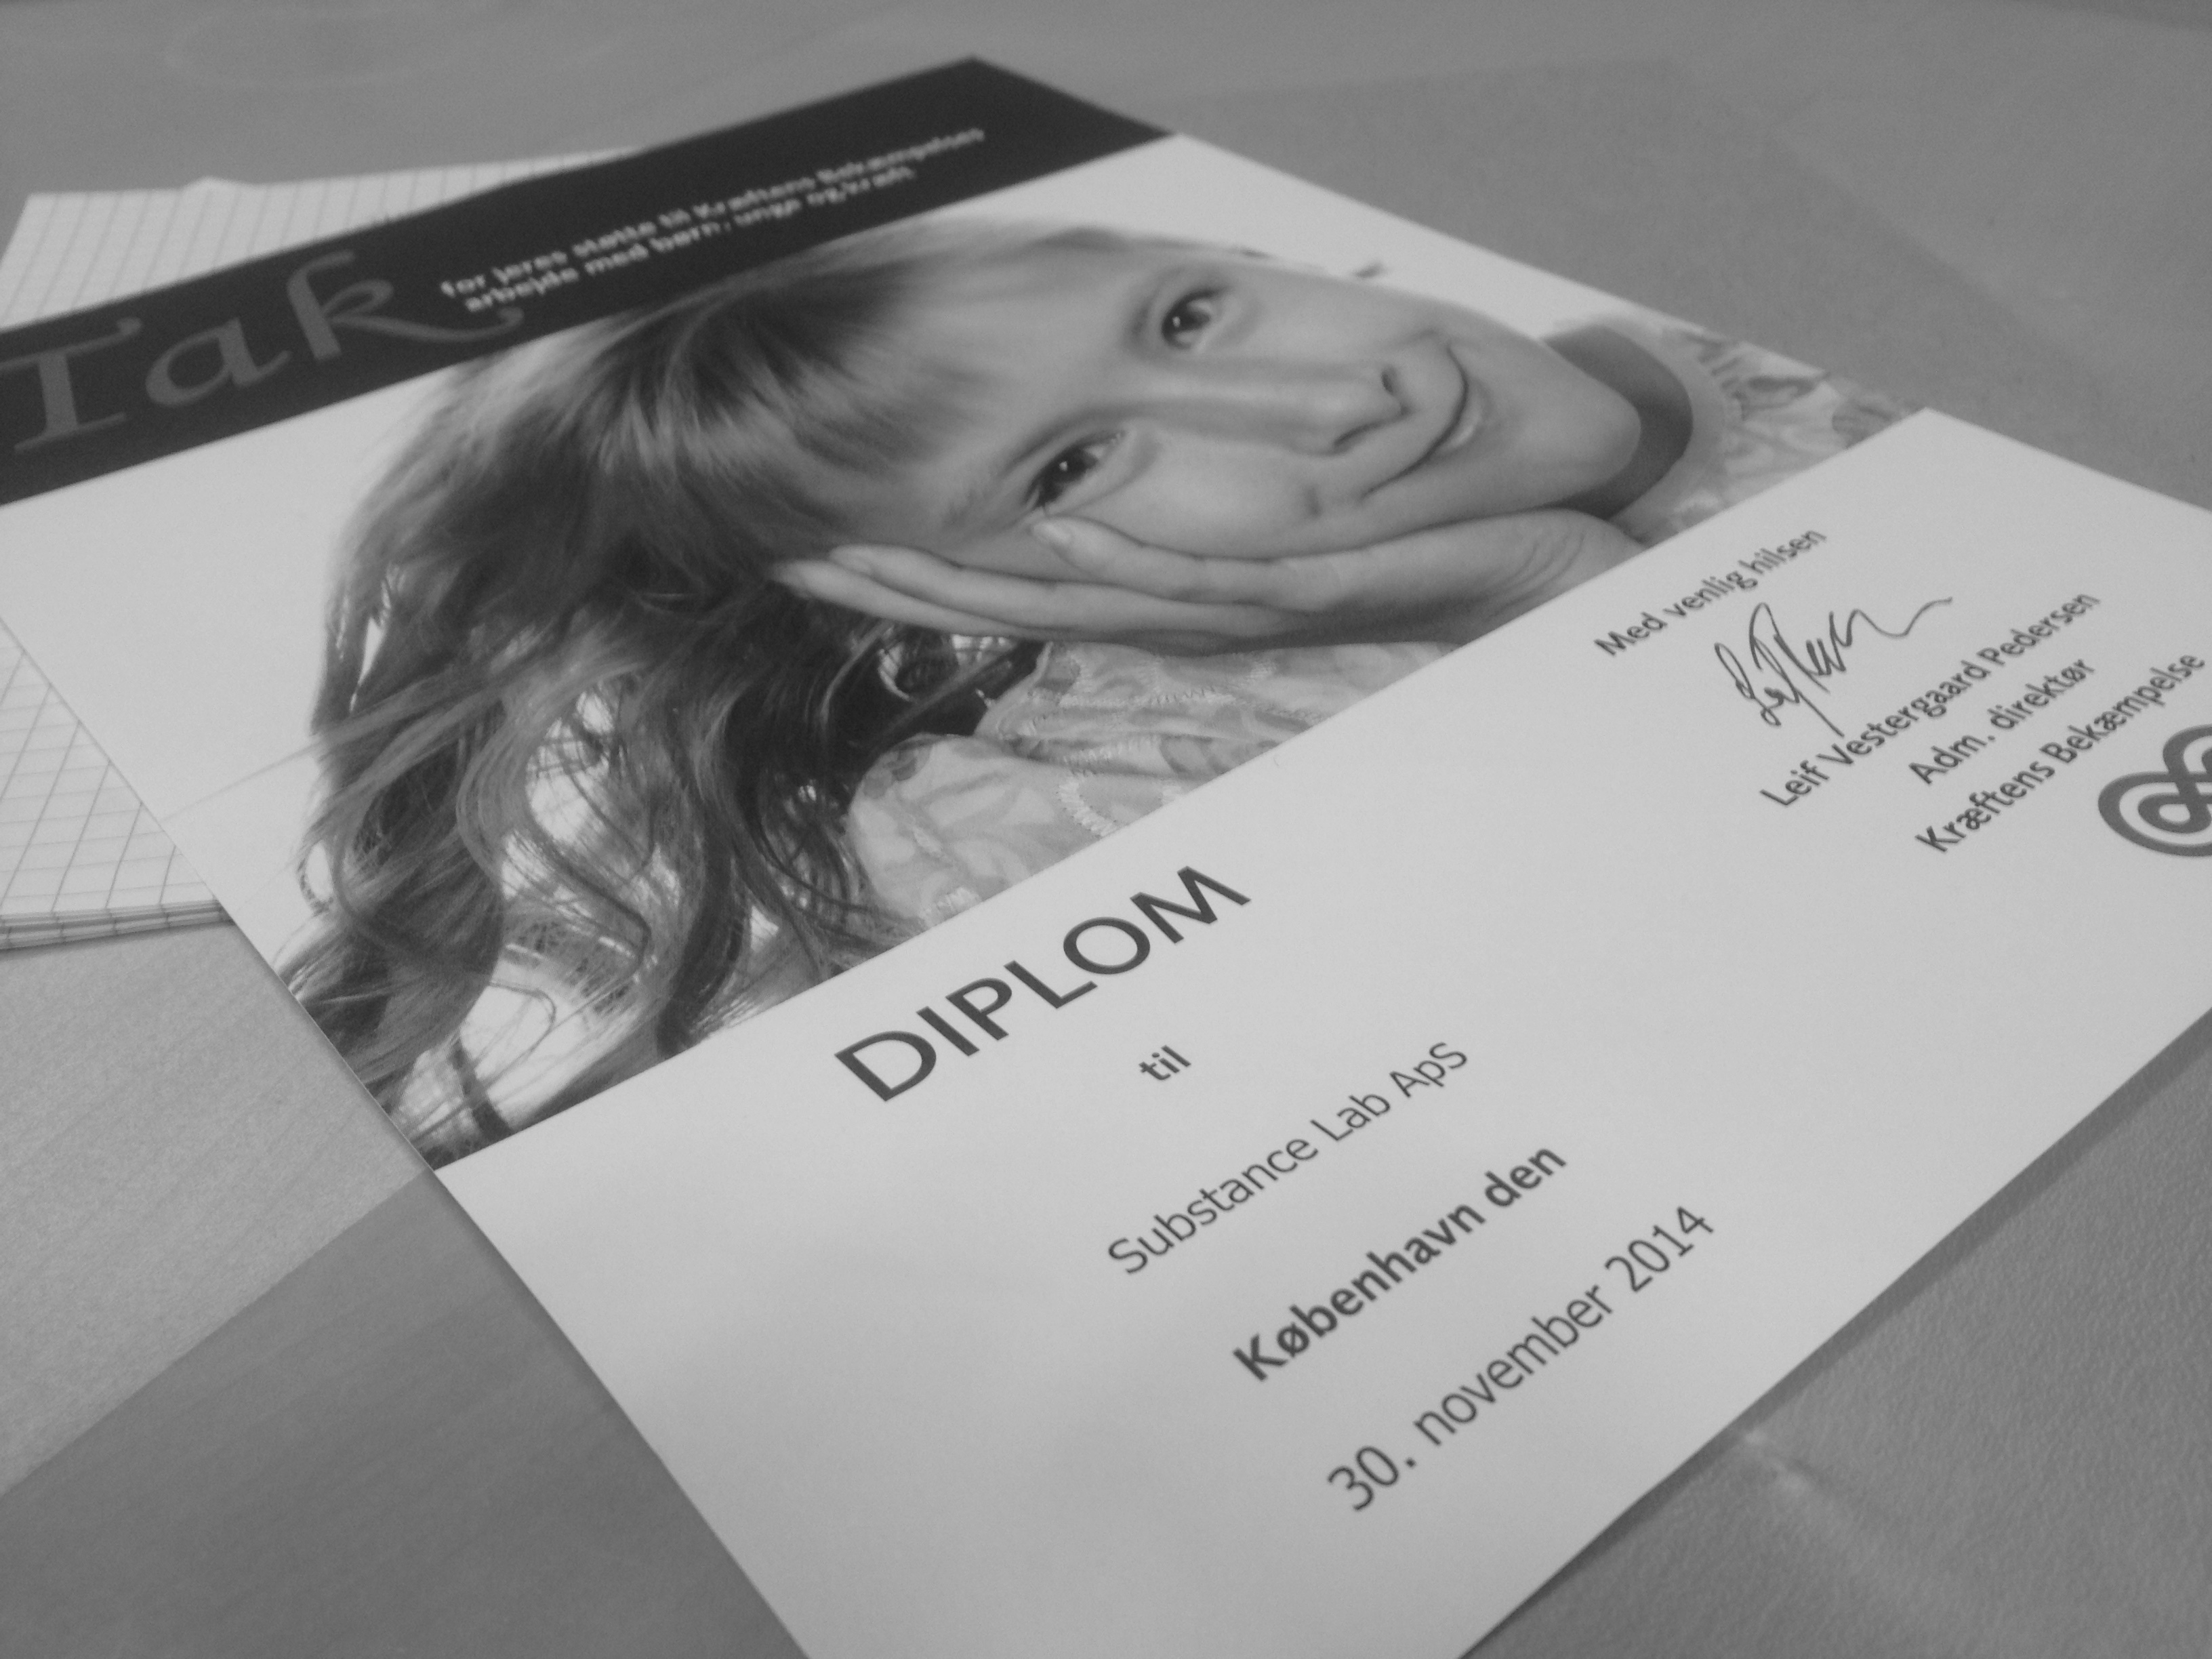 Tak
for jeres støtte til Kræftens Bekæmpelses
arbejde med børn, unge og kræft
DIPLOM
til
Substance Lab ApS
København den
30. november 2014
Med venlig hilsen
Leif Vestergaard Pedersen
Adm. direktør
Kræftens Bekæmpelse